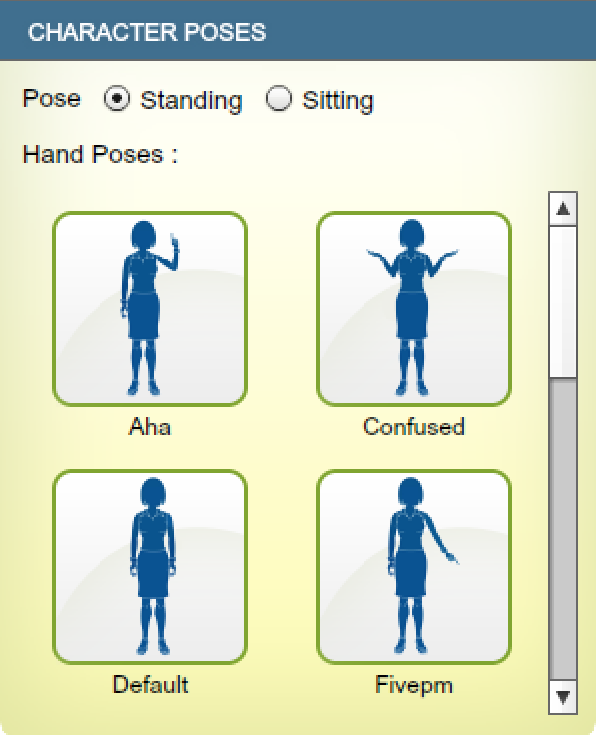 CHARACTER POSES
Pose Standing Sitting
Hand Poses :
Aha Confused
Default Fivepm